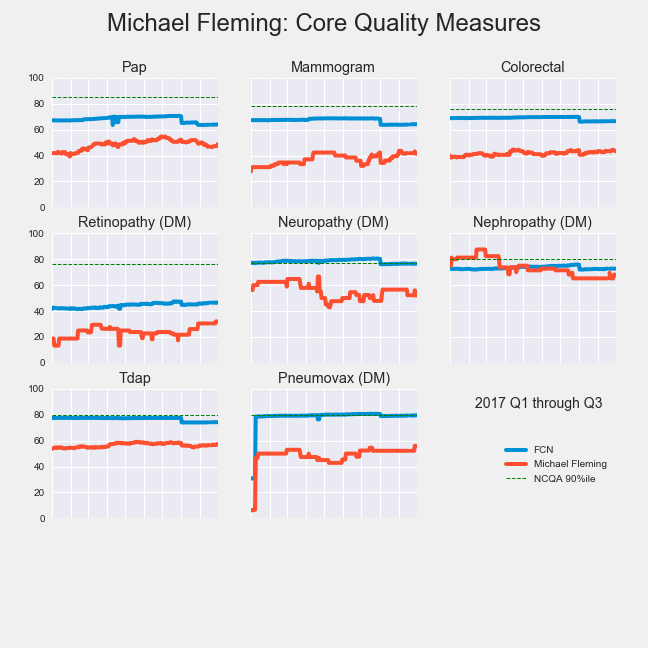 Michael Fleming: Core Quality Measures
Pap
Mammogram
Colorectal
100
80
60
40
20
0
Retinopathy (DM)
Neuropathy (DM)
Nephropathy (DM)
100
80
60
40
20
0
Tdap
Pneumovax (DM)
100
80
60
40
20
0
2017 Q1 through Q3
FCN
Michael Fleming
NCQA 90%ile